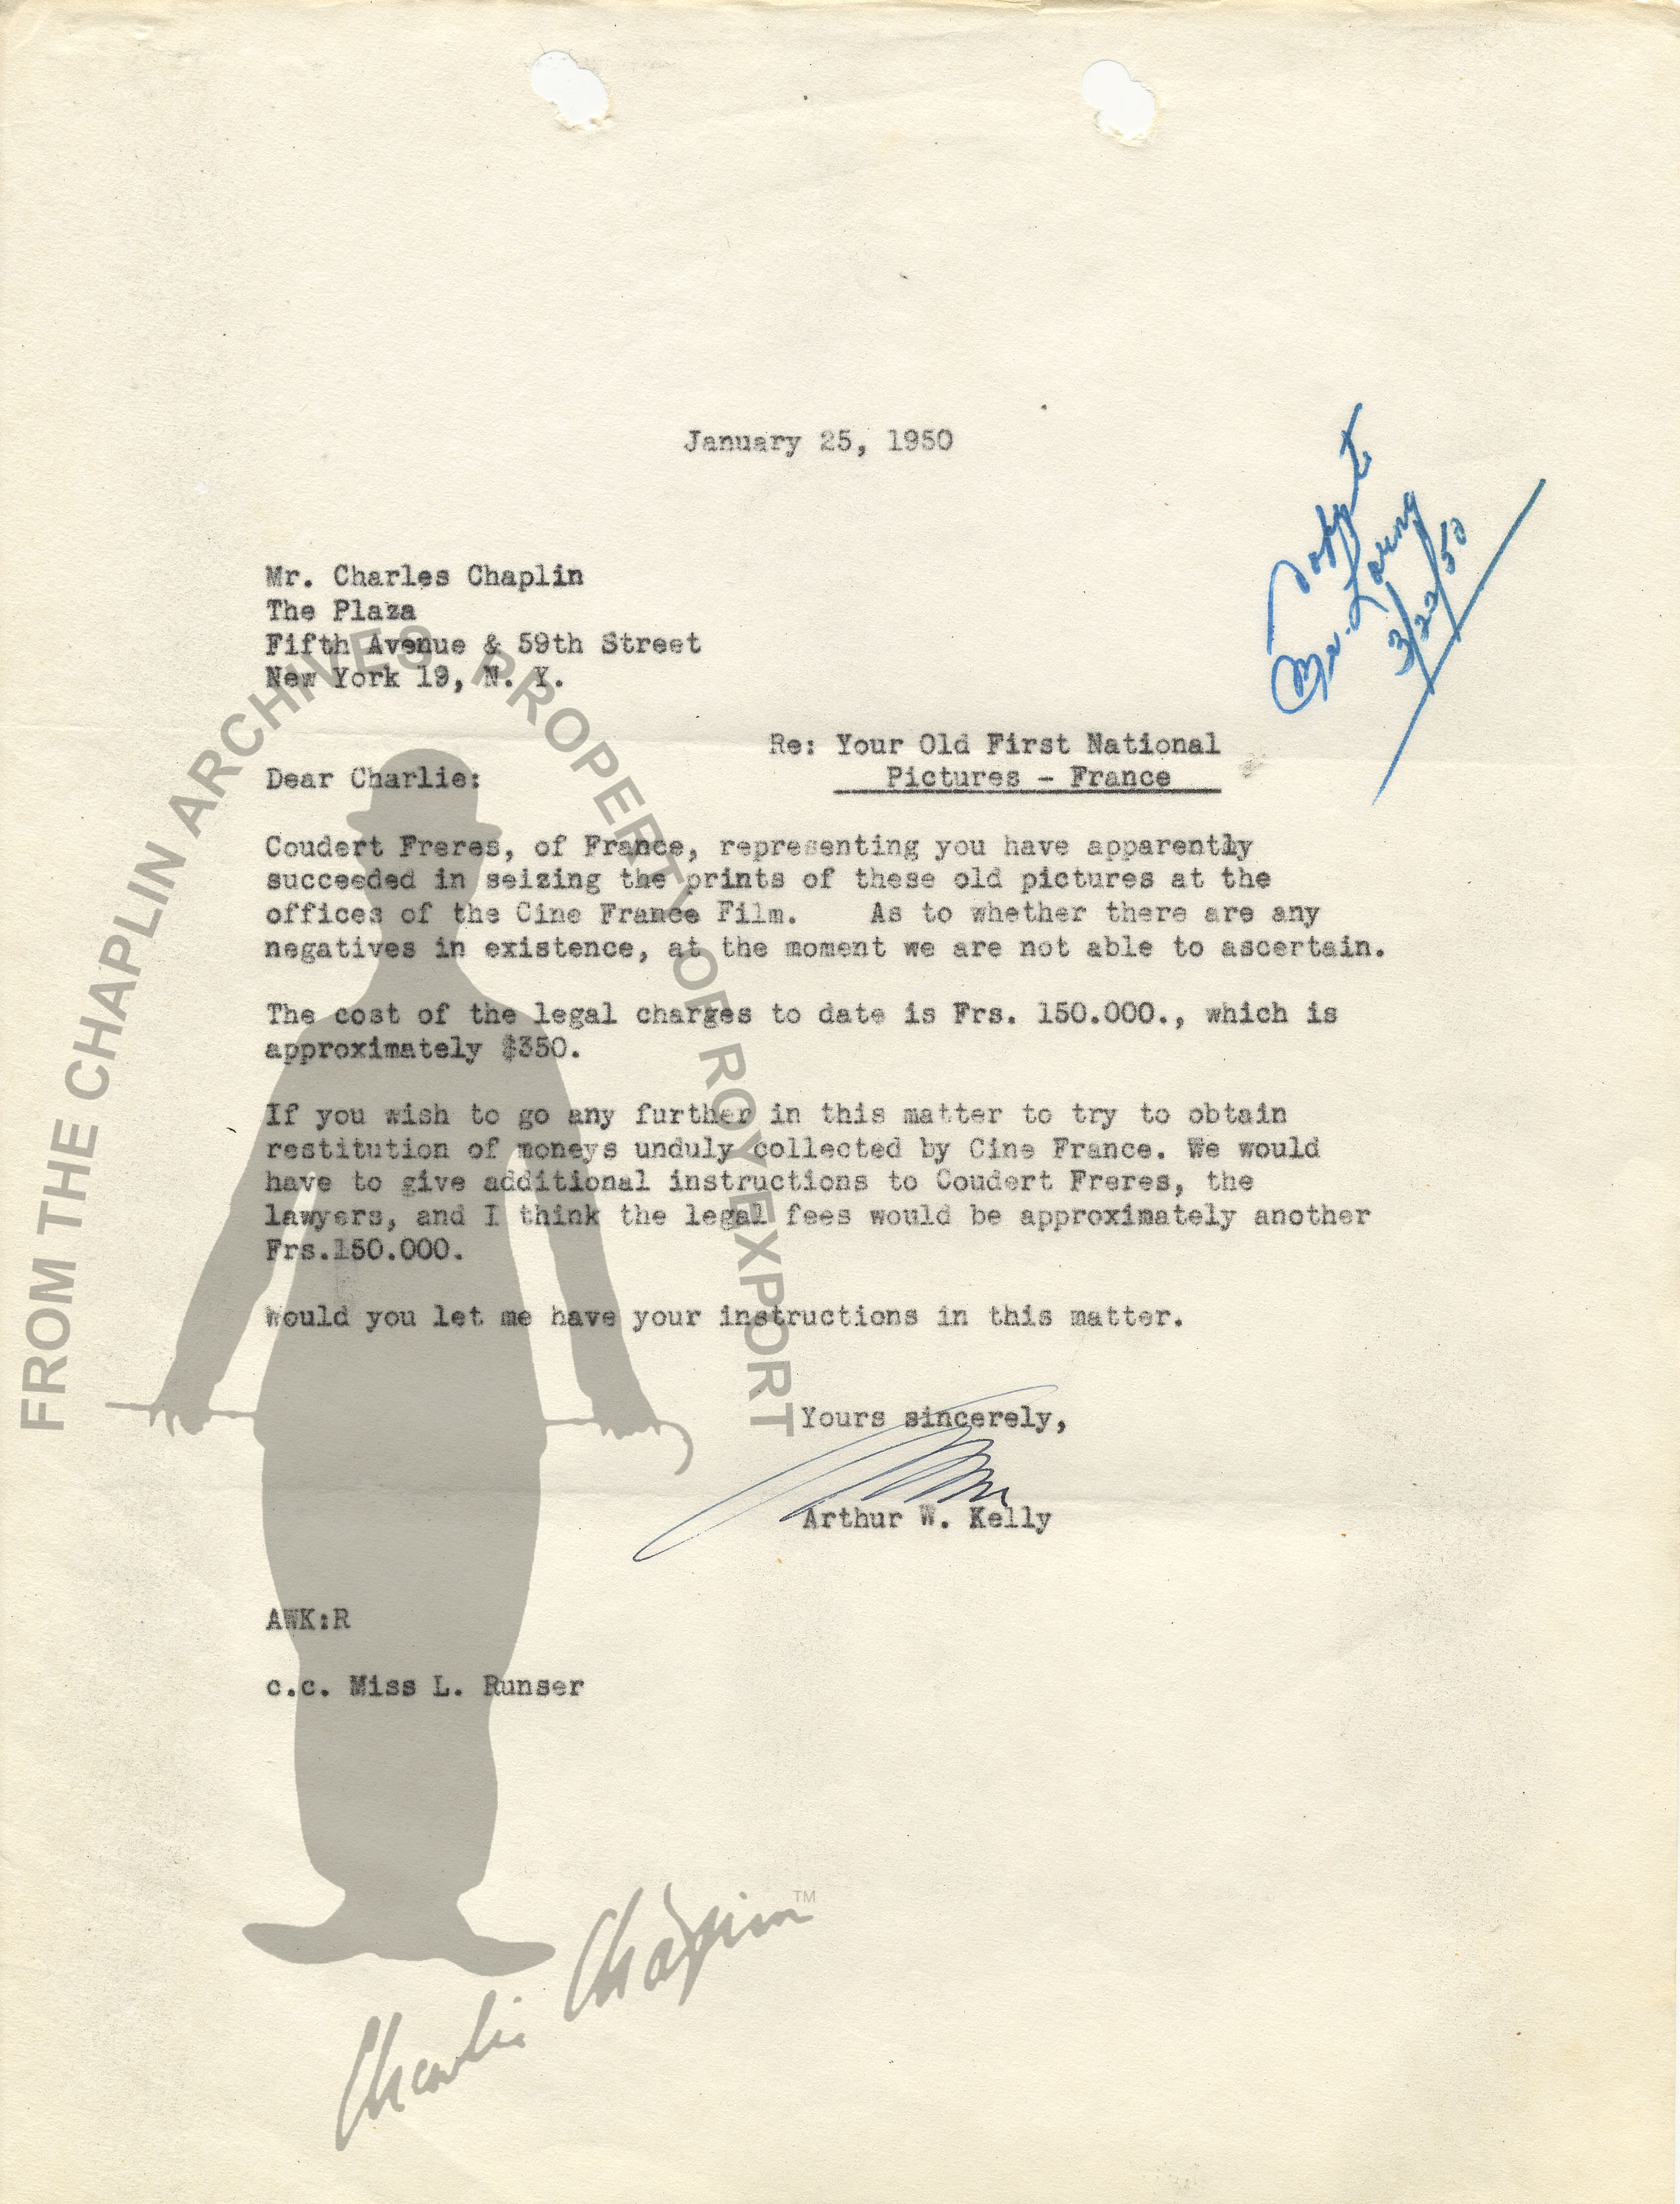 January 25, 1950
Mr. Charles Chaplin
The Plaza
Fifth Avenue & 59th Street
New York 19, N. Y.
Mr.
3/22/50
Re: Your Old First National
Pictures - France
Dear Charlie:
Coudert Freres, of France, representing you have apparently
succeeded in seizing the prints of these old pictures at the
offices of the Cine France Film. As to whether there are any
negatives in existence, at the moment we are not able to ascertain.
The cost of the legal charges to date is Frs. 150.000., which is
approximately $350.
If you wish to go any further in this matter to try to obtain
restitution of moneys unduly collected by Cine France. We would
have to give additional instructions to Coudert Freres, the
lawyers, and I think the legal fees would be approximately another
Frs.150.000.
Would you let me have your instructions in this matter.
Yours sincerely,
Arthur W. Kelly
AWK:R
c.c. Miss L. Runser
FROM THE CHAPLIN ARCHIVES PROPERTY OF ROY EXPORT
Charlie Chaplin™